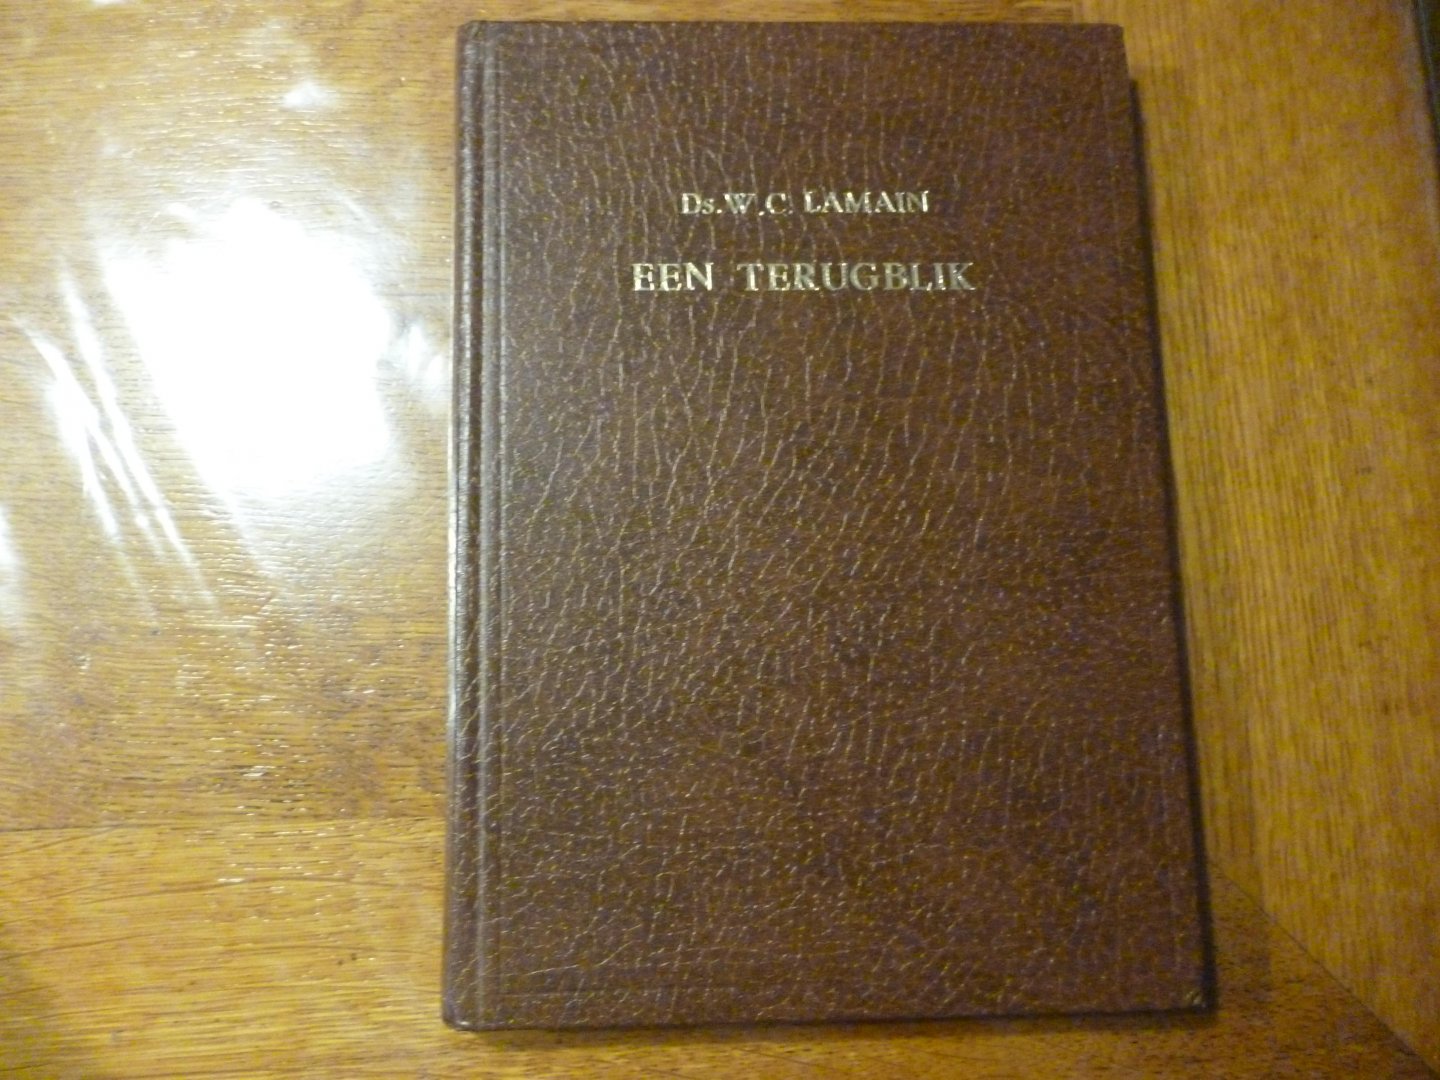 Ds. W. C. LAMAIN
EEN TERUGBLIK